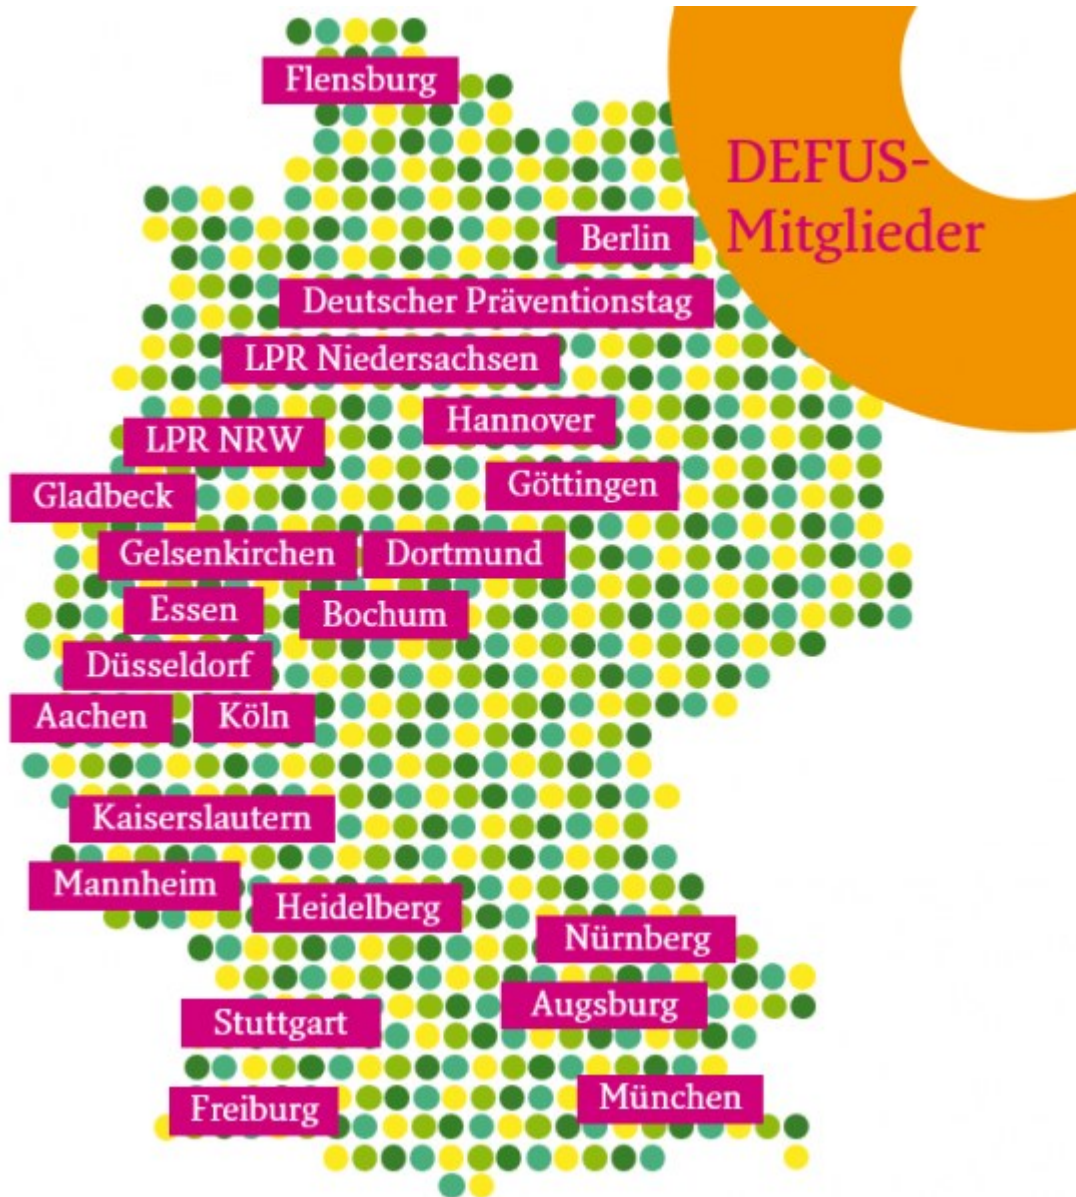 Flensburg
DEFUS-
Mitglieder
Berlin
Deutscher Präventionstag
LPR Niedersachsen
Hannover
LPR NRW
Göttingen
Gladbeck
Gelsenkirchen
Dortmund
Essen
Bochum
Düsseldorf
Aachen
Köln
Kaiserslautern
Mannheim
Heidelberg
Nürnberg
Augsburg
Stuttgart
München
Freiburg